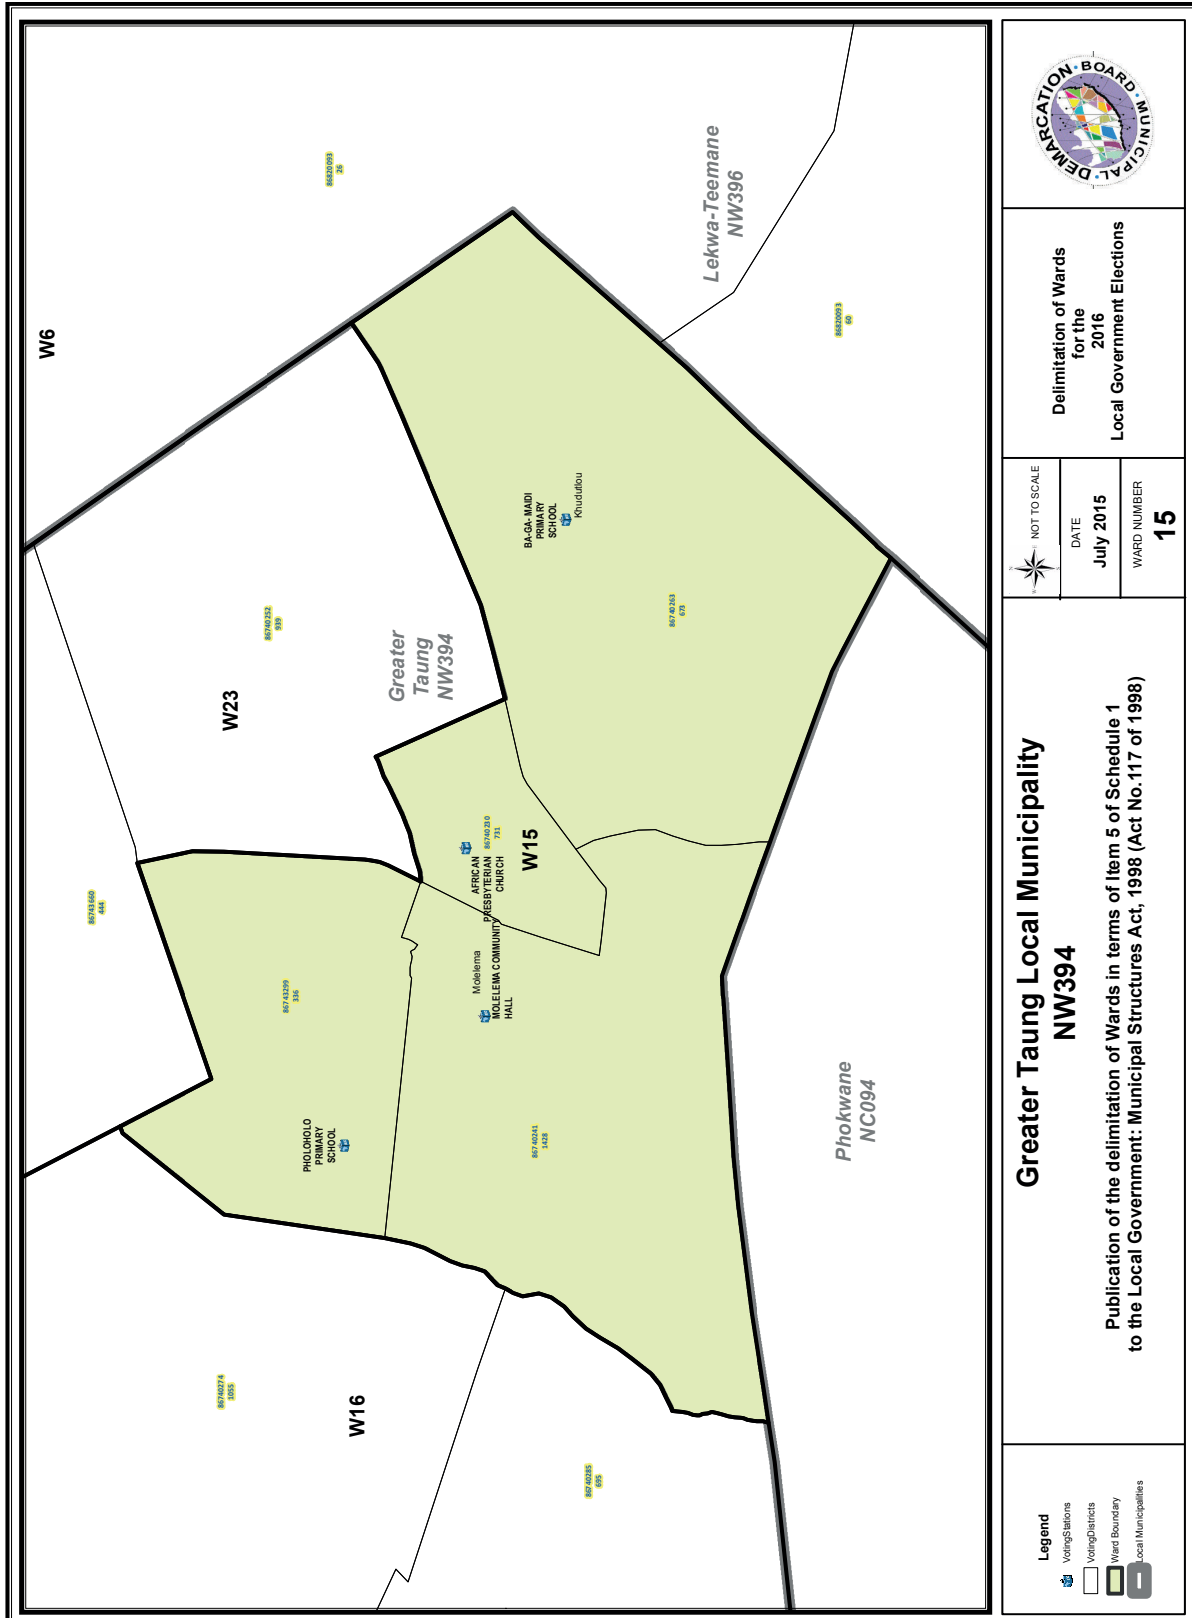 W6
86820093
26
Lekwa-Teemane
NW396
86820093
60
86740252
939
W23
Greater
Taung
NW394
BA-GA- MAIDI
PRIMARY
SCHOOL
Khudutlou
86740263
673
86743660
444
86743299
336
AFRICAN
PRESBYTERIAN
CHURCH
86740230
731
W15
Molelema
MOLELEMA COMMUNITY
HALL
PHOLOHOLO
PRIMARY
SCHOOL
86740241
1428
Phokwane
NC094
86740274
1055
W16
86740285
695
Legend
VotingStations
VotingDistricts
Ward Boundary
Local Municipalities
Greater Taung Local Municipality
NW394
Publication of the delimitation of Wards in terms of Item 5 of Schedule 1
to the Local Government: Municipal Structures Act, 1998 (Act No.117 of 1998)
N
E
S
W
NOT TO SCALE
DATE
July 2015
WARD NUMBER
15
Delimitation of Wards
for the
2016
Local Government Elections
MUNICIPAL · DEMARCATION · BOARD ·